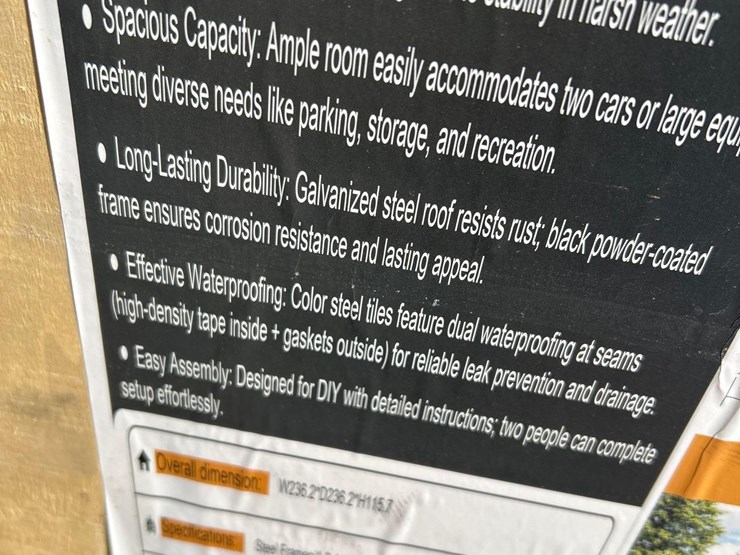 stability in harsh weather.
• Spacious Capacity: Ample room easily accommodates two cars or large equi
meeting diverse needs like parking, storage, and recreation.
• Long-Lasting Durability: Galvanized steel roof resists rust; black powder-coated
frame ensures corrosion resistance and lasting appeal.
• Effective Waterproofing: Color steel tiles feature dual waterproofing at seams
(high-density tape inside + gaskets outside) for reliable leak prevention and drainage.
• Easy Assembly: Designed for DIY with detailed instructions; two people can complete
setup effortlessly.
Overall dimension: W236.2"D236.2"H115.7
Specifications: Steel